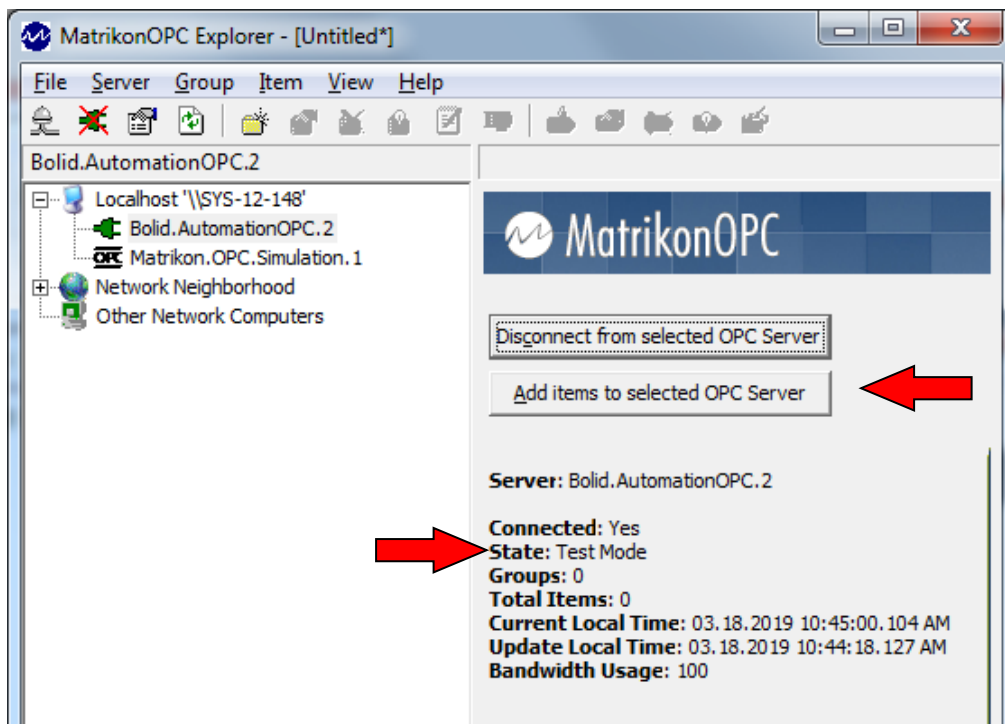 MatrikonOPC Explorer - [Untitled*]
File Server Group Item View Help
Bolid.AutomationOPC.2
Localhost '\\SYS-12-148'
Bolid.AutomationOPC.2
OPC Matrikon.OPC.Simulation.1
Network Neighborhood
Other Network Computers
MatrikonOPC
Disconnect from selected OPC Server
Add items to selected OPC Server
Server: Bolid.AutomationOPC.2
Connected: Yes
State: Test Mode
Groups: 0
Total Items: 0
Current Local Time: 03.18.2019 10:45:00.104 AM
Update Local Time: 03.18.2019 10:44:18.127 AM
Bandwidth Usage: 100